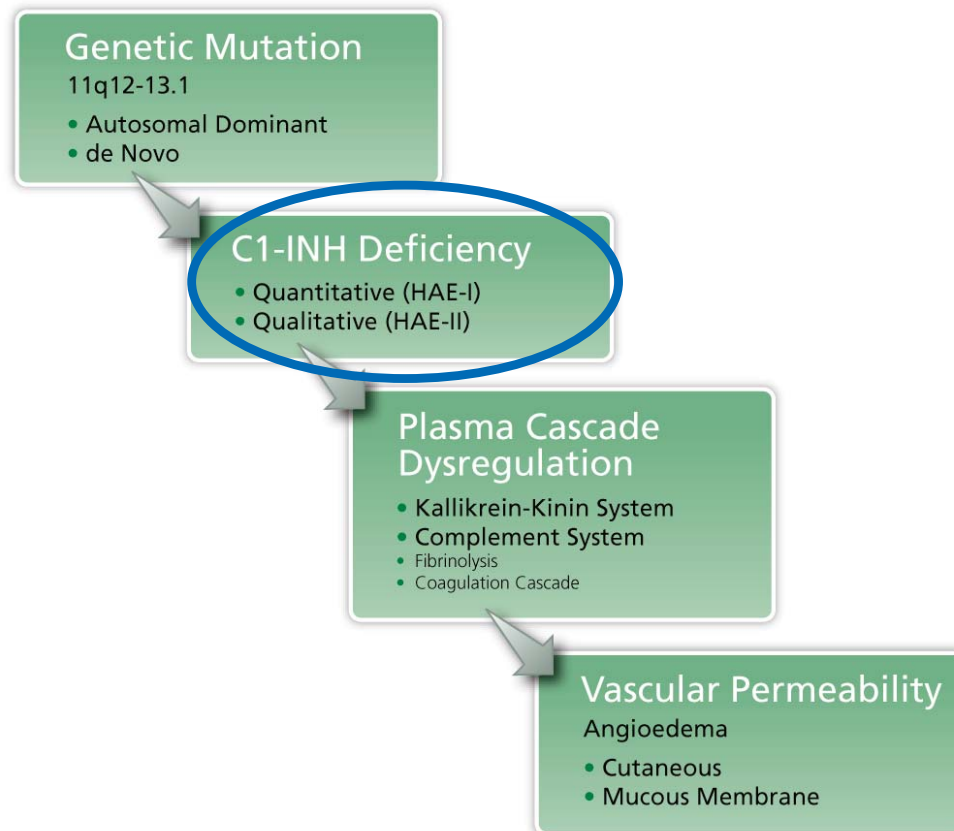 Genetic Mutation
11q12-13.1
• Autosomal Dominant
• de Novo
C1-INH Deficiency
• Quantitative (HAE-I)
• Qualitative (HAE-II)
Plasma Cascade
Dysregulation
• Kallikrein-Kinin System
• Complement System
• Fibrinolysis
• Coagulation Cascade
Vascular Permeability
Angioedema
• Cutaneous
• Mucous Membrane